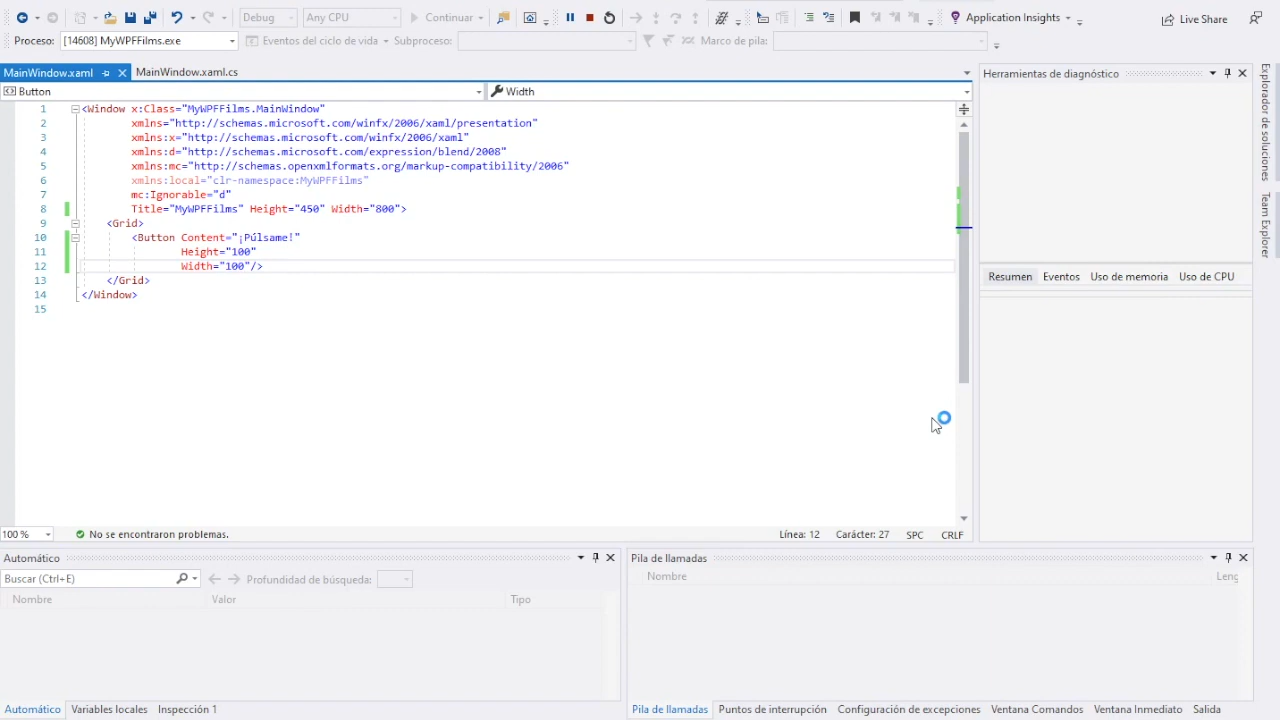 Debug
Any CPU
Continuar
Application Insights
Live Share
Proceso:
[14608] MyWPFFilms.exe
Eventos del ciclo de vida
Subproceso:
Marco de pila:
MainWindow.xaml
MainWindow.xaml.cs
Button
Width
1 <Window x:Class="MyWPFFilms.MainWindow"
2 xmlns="http://schemas.microsoft.com/winfx/2006/xaml/presentation"
3 xmlns:x="http://schemas.microsoft.com/winfx/2006/xaml"
4 xmlns:d="http://schemas.microsoft.com/expression/blend/2008"
5 xmlns:mc="http://schemas.openxmlformats.org/markup-compatibility/2006"
6 xmlns:local="clr-namespace:MyWPFFilms"
7 mc:Ignorable="d"
8 Title="MyWPFFilms" Height="450" Width="800">
9 <Grid>
10 <Button Content="¡Púlsame!"
11 Height="100"
12 Width="100"/>
13 </Grid>
14 </Window>
15
100 %
No se encontraron problemas.
Línea: 12
Carácter: 27
SPC
CRLF
Herramientas de diagnóstico
Resumen
Eventos
Uso de memoria
Uso de CPU
Explorador de soluciones
Team Explorer
Automático
Buscar (Ctrl+E)
Profundidad de búsqueda:
Nombre
Valor
Tipo
Automático
Variables locales
Inspección 1
Pila de llamadas
Nombre
Leng
Pila de llamadas
Puntos de interrupción
Configuración de excepciones
Ventana Comandos
Ventana Inmediato
Salida